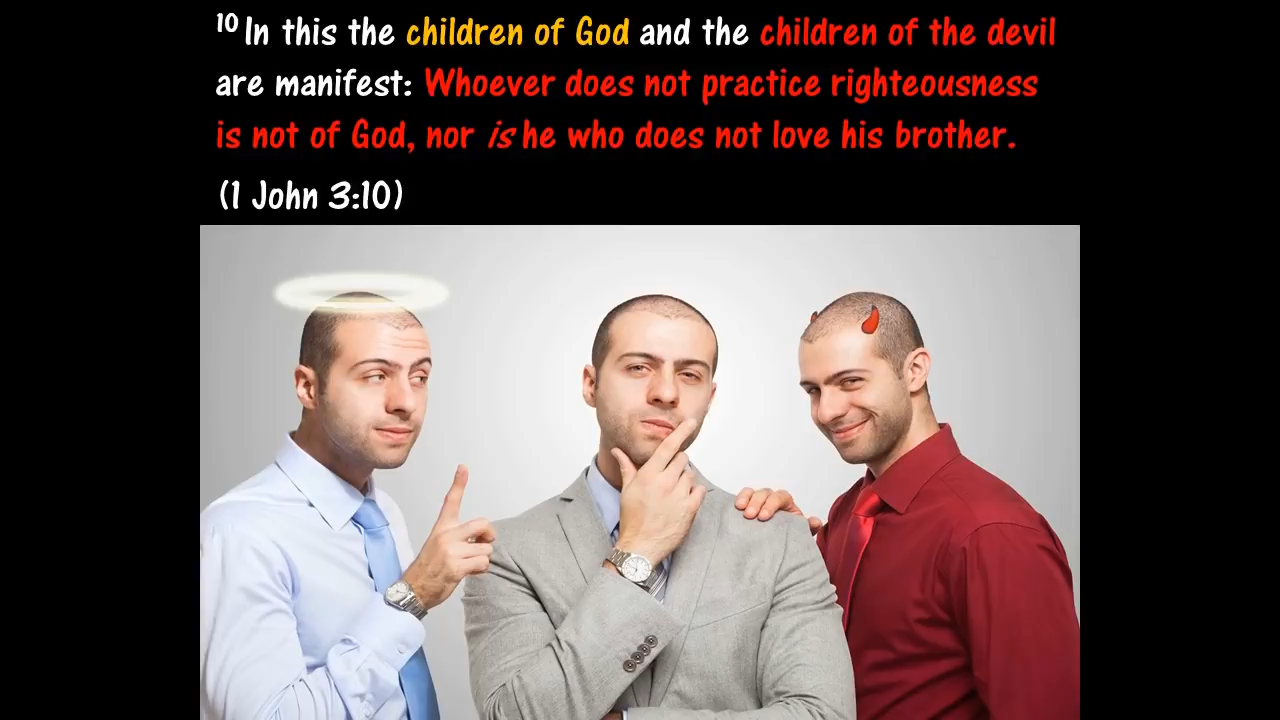 10 In this the children of God and the children of the devil
are manifest: Whoever does not practice righteousness
is not of God, nor is he who does not love his brother.
(1 John 3:10)